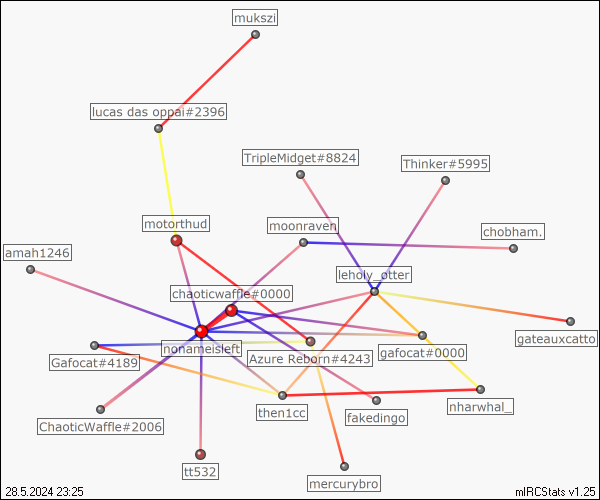 mukszi
lucas das oppai#2396
TripleMidget#8824
Thinker#5995
motorthud
moonraven
chobham.
amah1246
leholy_otter
chaoticwaffle#0000
nonameisleft
Gafocat#4189
Azure Reborn#4243
gafocat#0000
gateauxcatto
ChaoticWaffle#2006
then1cc
fakedingo
nharwhal_
tt532
mercurybro
28.5.2024 23:25
mIRCStats v1.25